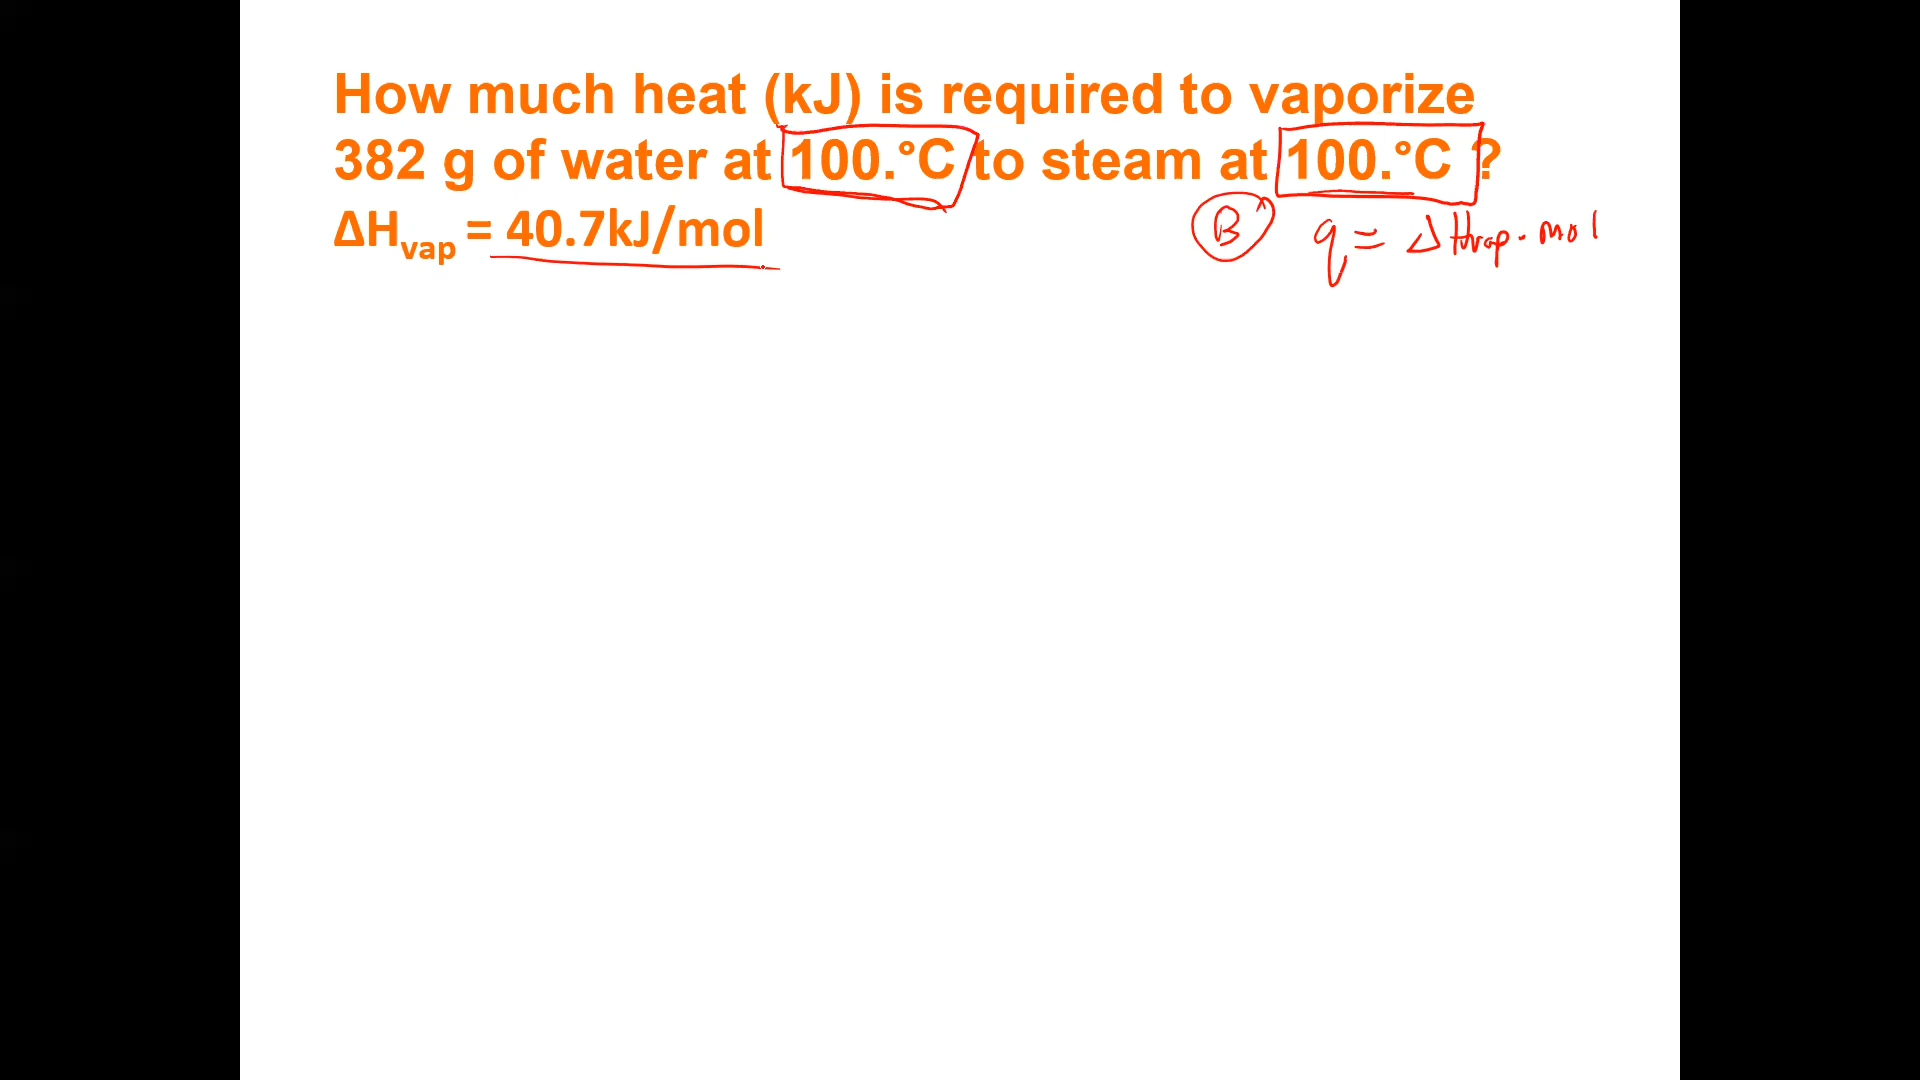 How much heat (kJ) is required to vaporize
382 g of water at 100.°C to steam at 100.°C ?
ΔHvap = 40.7kJ/mol
B q = ΔHvap · mol